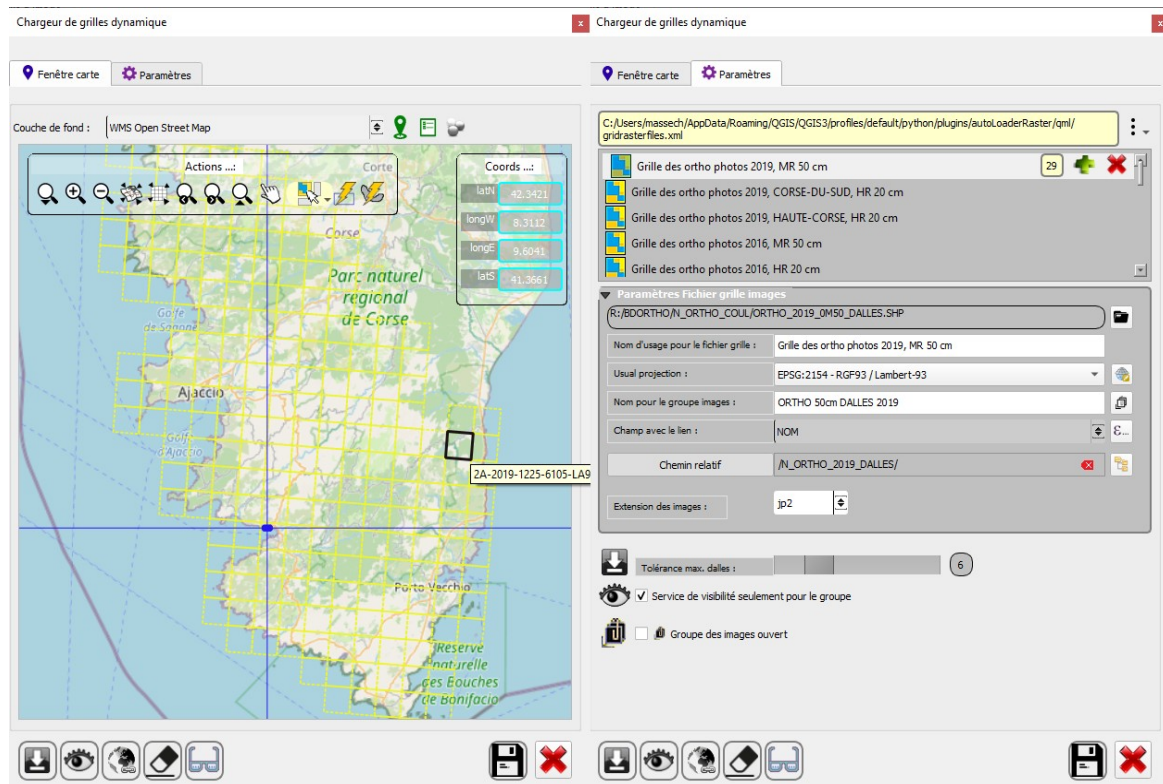 Chargeur de grilles dynamique
x
Fenêtre carte
Paramètres
Couche de fond :
WMS Open Street Map
Actions ...:
Corte
Coords ...:
latN
42.3421
longW
8.3112
longE
9.6041
latS
41.3661
Corse
Parc naturel
regional
de Corse
Golfe
de Sagone
Ajaccio
Golfe
d'Ajaccio
2A-2019-1225-6105-LA9
Porto Vecchio
Reserve
naturelle
des Bouches
de Bonifacio
Chargeur de grilles dynamique
x
Fenêtre carte
Paramètres
C:/Users/massech/AppData/Roaming/QGIS/QGIS3/profiles/default/python/plugins/autoLoaderRaster/qml/
gridrasterfiles.xml
Grille des ortho photos 2019, MR 50 cm
29
Grille des ortho photos 2019, CORSE-DU-SUD, HR 20 cm
Grille des ortho photos 2019, HAUTE-CORSE, HR 20 cm
Grille des ortho photos 2016, MR 50 cm
Grille des ortho photos 2016, HR 20 cm
Paramètres Fichier grille images
R:/BDORTHO/N_ORTHO_COUL/ORTHO_2019_0M50_DALLES.SHP
Nom d'usage pour le fichier grille :
Grille des ortho photos 2019, MR 50 cm
Usual projection :
EPSG:2154 - RGF93 / Lambert-93
Nom pour le groupe images :
ORTHO 50cm DALLES 2019
Champ avec le lien :
NOM
ε...
Chemin relatif
/N_ORTHO_2019_DALLES/
Extension des images :
jp2
Tolérance max. dalles :
6
Service de visibilité seulement pour le groupe
Groupe des images ouvert